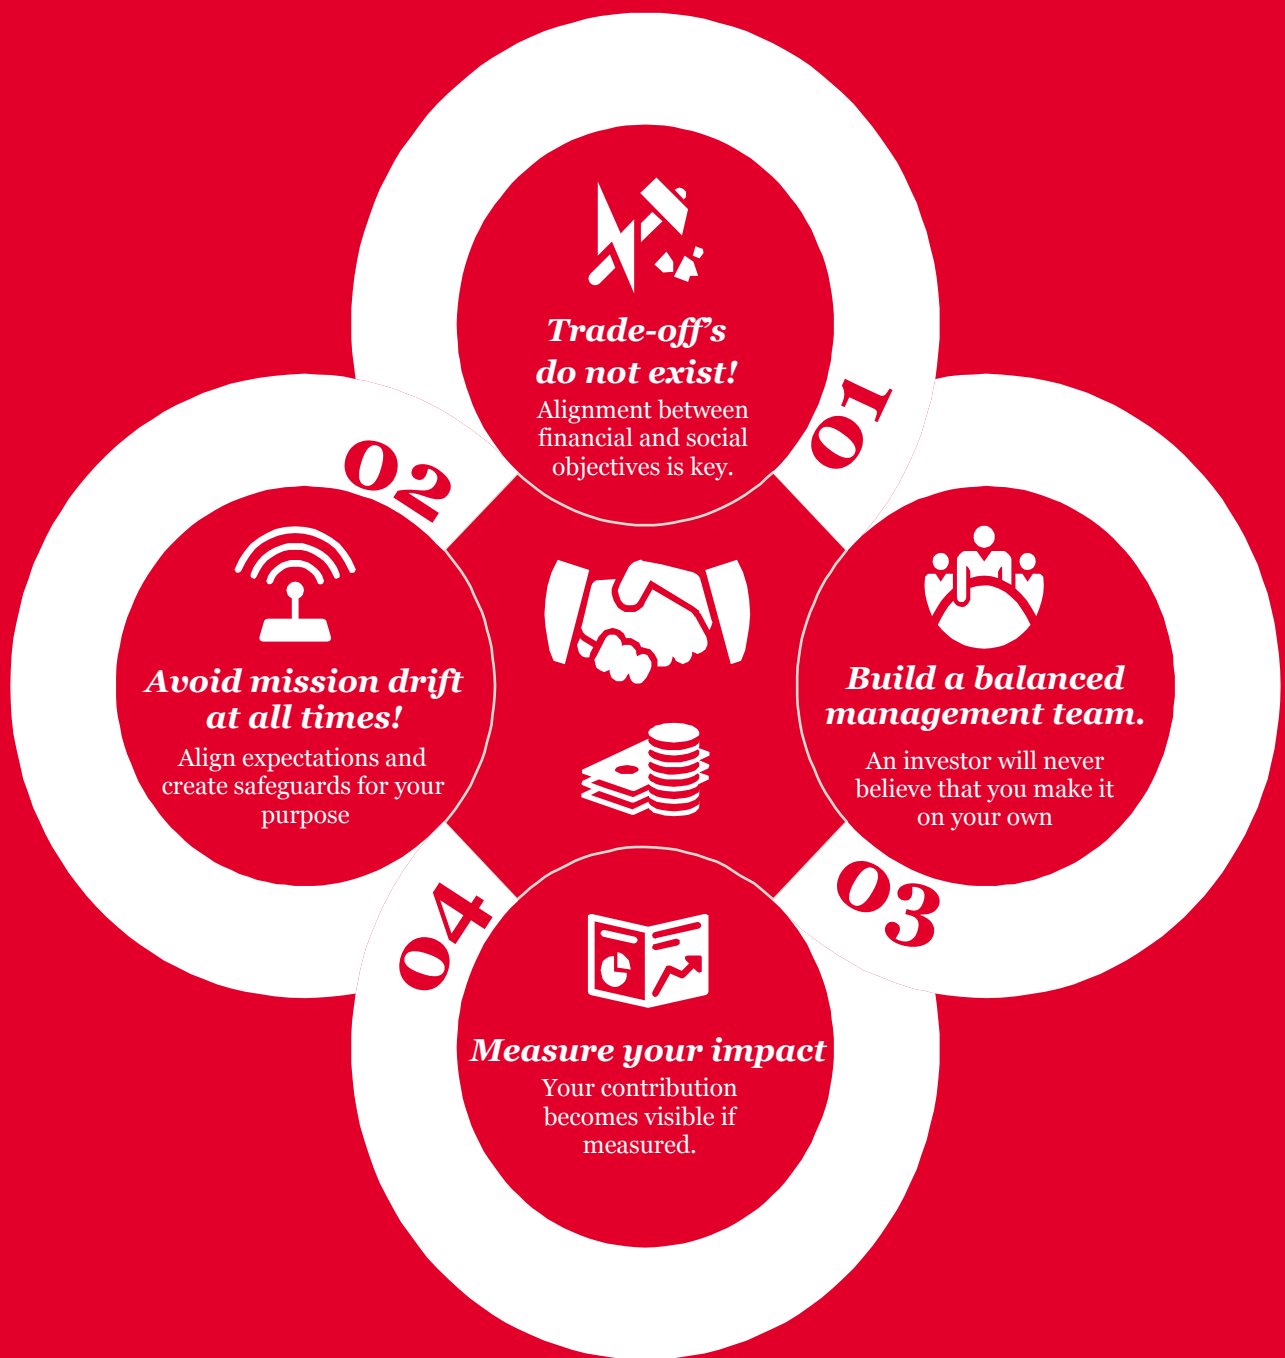 01
Trade-off’s
do not exist!
Alignment between
financial and social
objectives is key.
02
Avoid mission drift
at all times!
Align expectations and
create safeguards for your
purpose
03
Build a balanced
management team.
An investor will never
believe that you make it
on your own
04
Measure your impact
Your contribution
becomes visible if
measured.